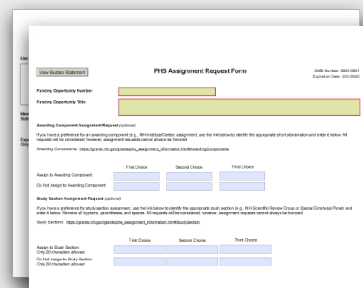 View Burden Statement
PHS Assignment Request Form
OMB Number: 0925-0001
Funding Opportunity Number:
Funding Opportunity Title:
Awarding Component Assignment Request (optional)
If you have a preference for an awarding component (e.g., NIH Institute/Center) assignment, use the link below to identify the appropriate short abbreviation and enter it below. All
requests will be considered; however, assignment requests cannot always be honored.
Awarding Components:
First Choice
Second Choice
Third Choice
Assign to Awarding Component:
Do Not Assign to Awarding Component:
Study Section Assignment Request (optional)
If you have a preference for study section assignment, use the link below to identify the appropriate study section (e.g., NIH Scientific Review Group or Special Emphasis Panel) and
enter it below. Remove all hyphens, parentheses, and spaces. All requests will be considered; however, assignment requests cannot always be honored.
Study Sections:
First Choice
Second Choice
Third Choice
Assign to Study Section:
Only 20 characters allowed
Do Not Assign to Study Section:
Only 20 characters allowed